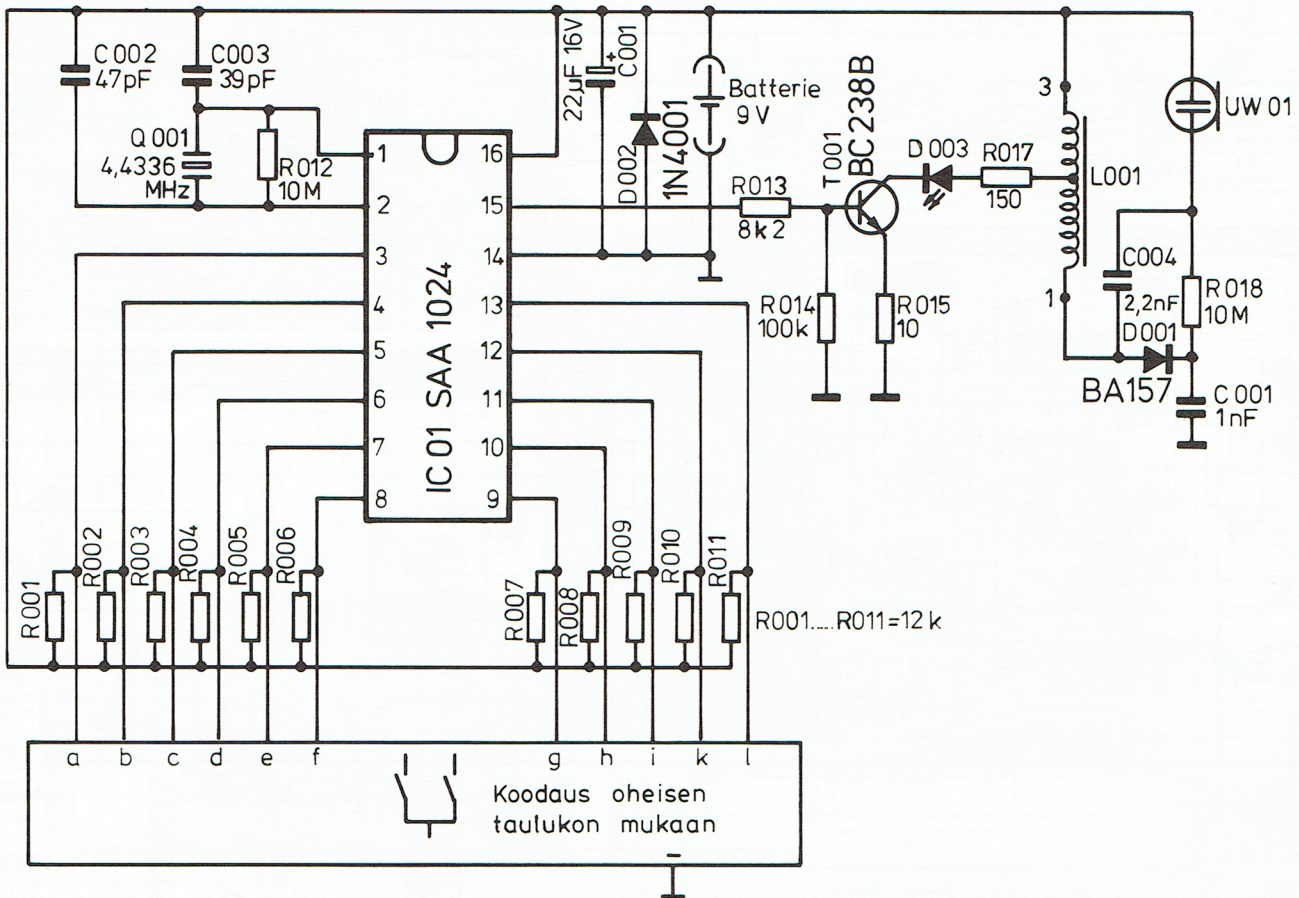 C002
47pF
C003
39pF
Q001
4,4336
MHz
R012
10M
22µF 16V
+
C001
D002
1N4001
Batterie
9V
T001
BC238B
D003
R017
150
3
L001
1
UW01
R013
8k2
R014
100k
R015
10
C004
2,2nF
D001
BA157
R018
10M
C001
1nF
IC01 SAA 1024
1
2
3
4
5
6
7
8
16
15
14
13
12
11
10
9
R001
R002
R003
R004
R005
R006
R007
R008
R009
R010
R011
R001.....R011=12k
a b c d e f g h i k l
Koodaus oheisen
taulukon mukaan